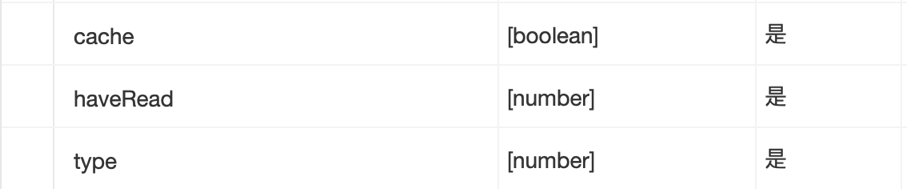 cache [boolean] 是
haveRead [number] 是
type [number] 是